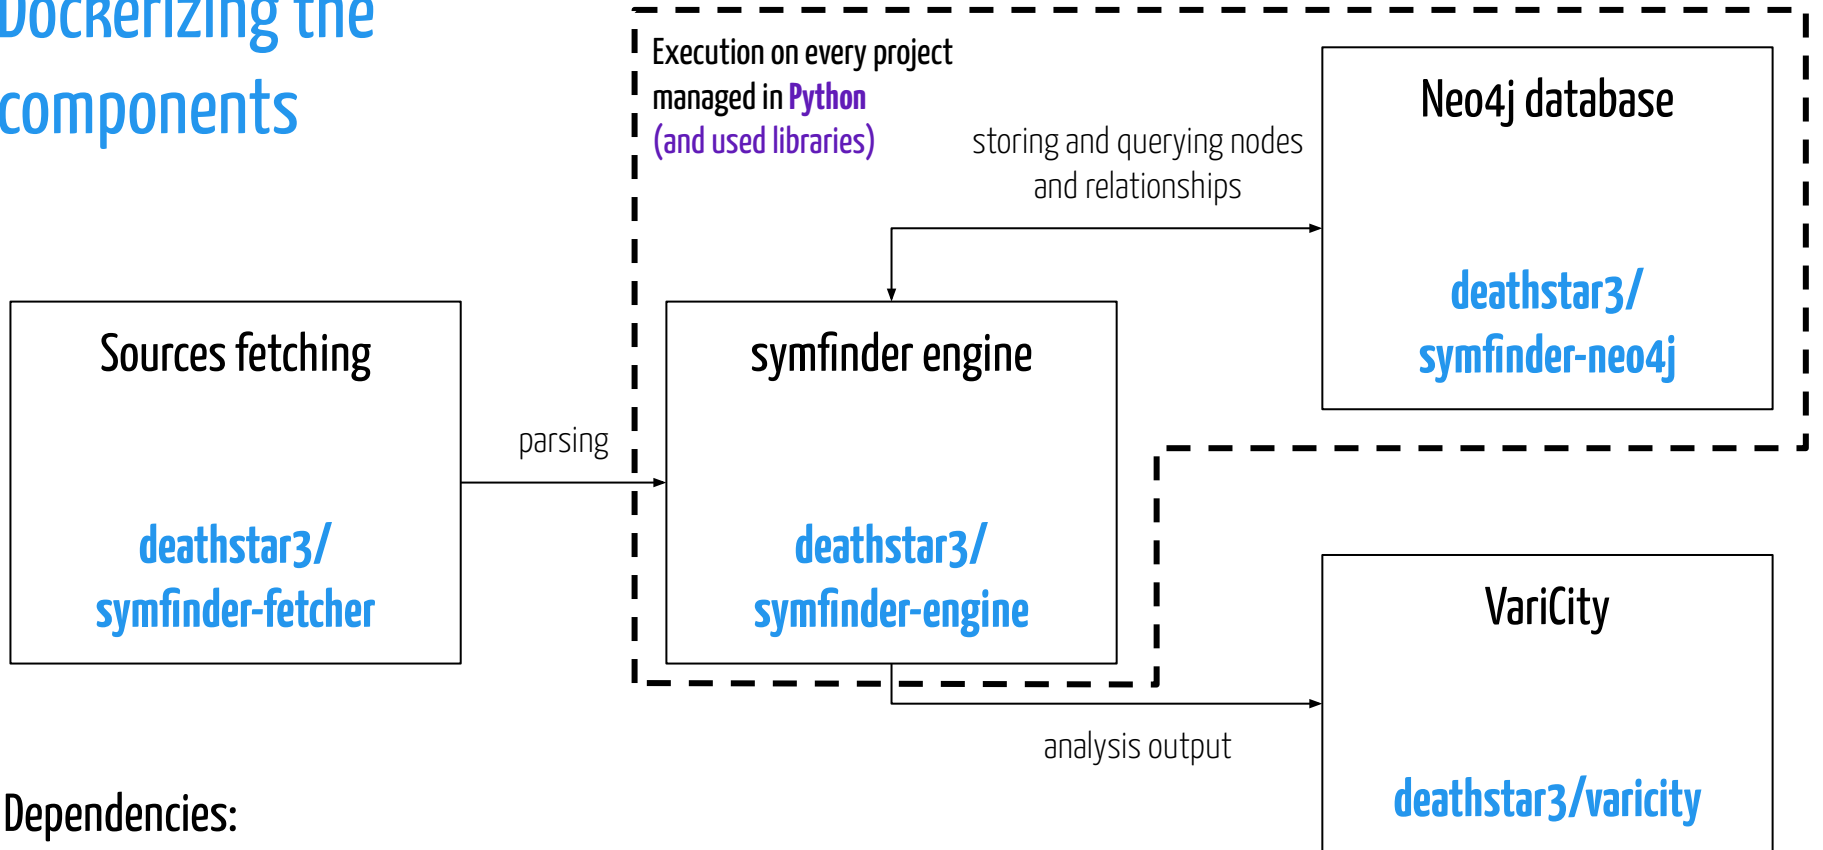 Dockerizing the
components
Execution on every project
managed in Python
(and used libraries)
storing and querying nodes
and relationships
Neo4j database
deathstar3/
symfinder-neo4j
Sources fetching
deathstar3/
symfinder-fetcher
parsing
symfinder engine
deathstar3/
symfinder-engine
VariCity
deathstar3/varicity
analysis output
Dependencies: